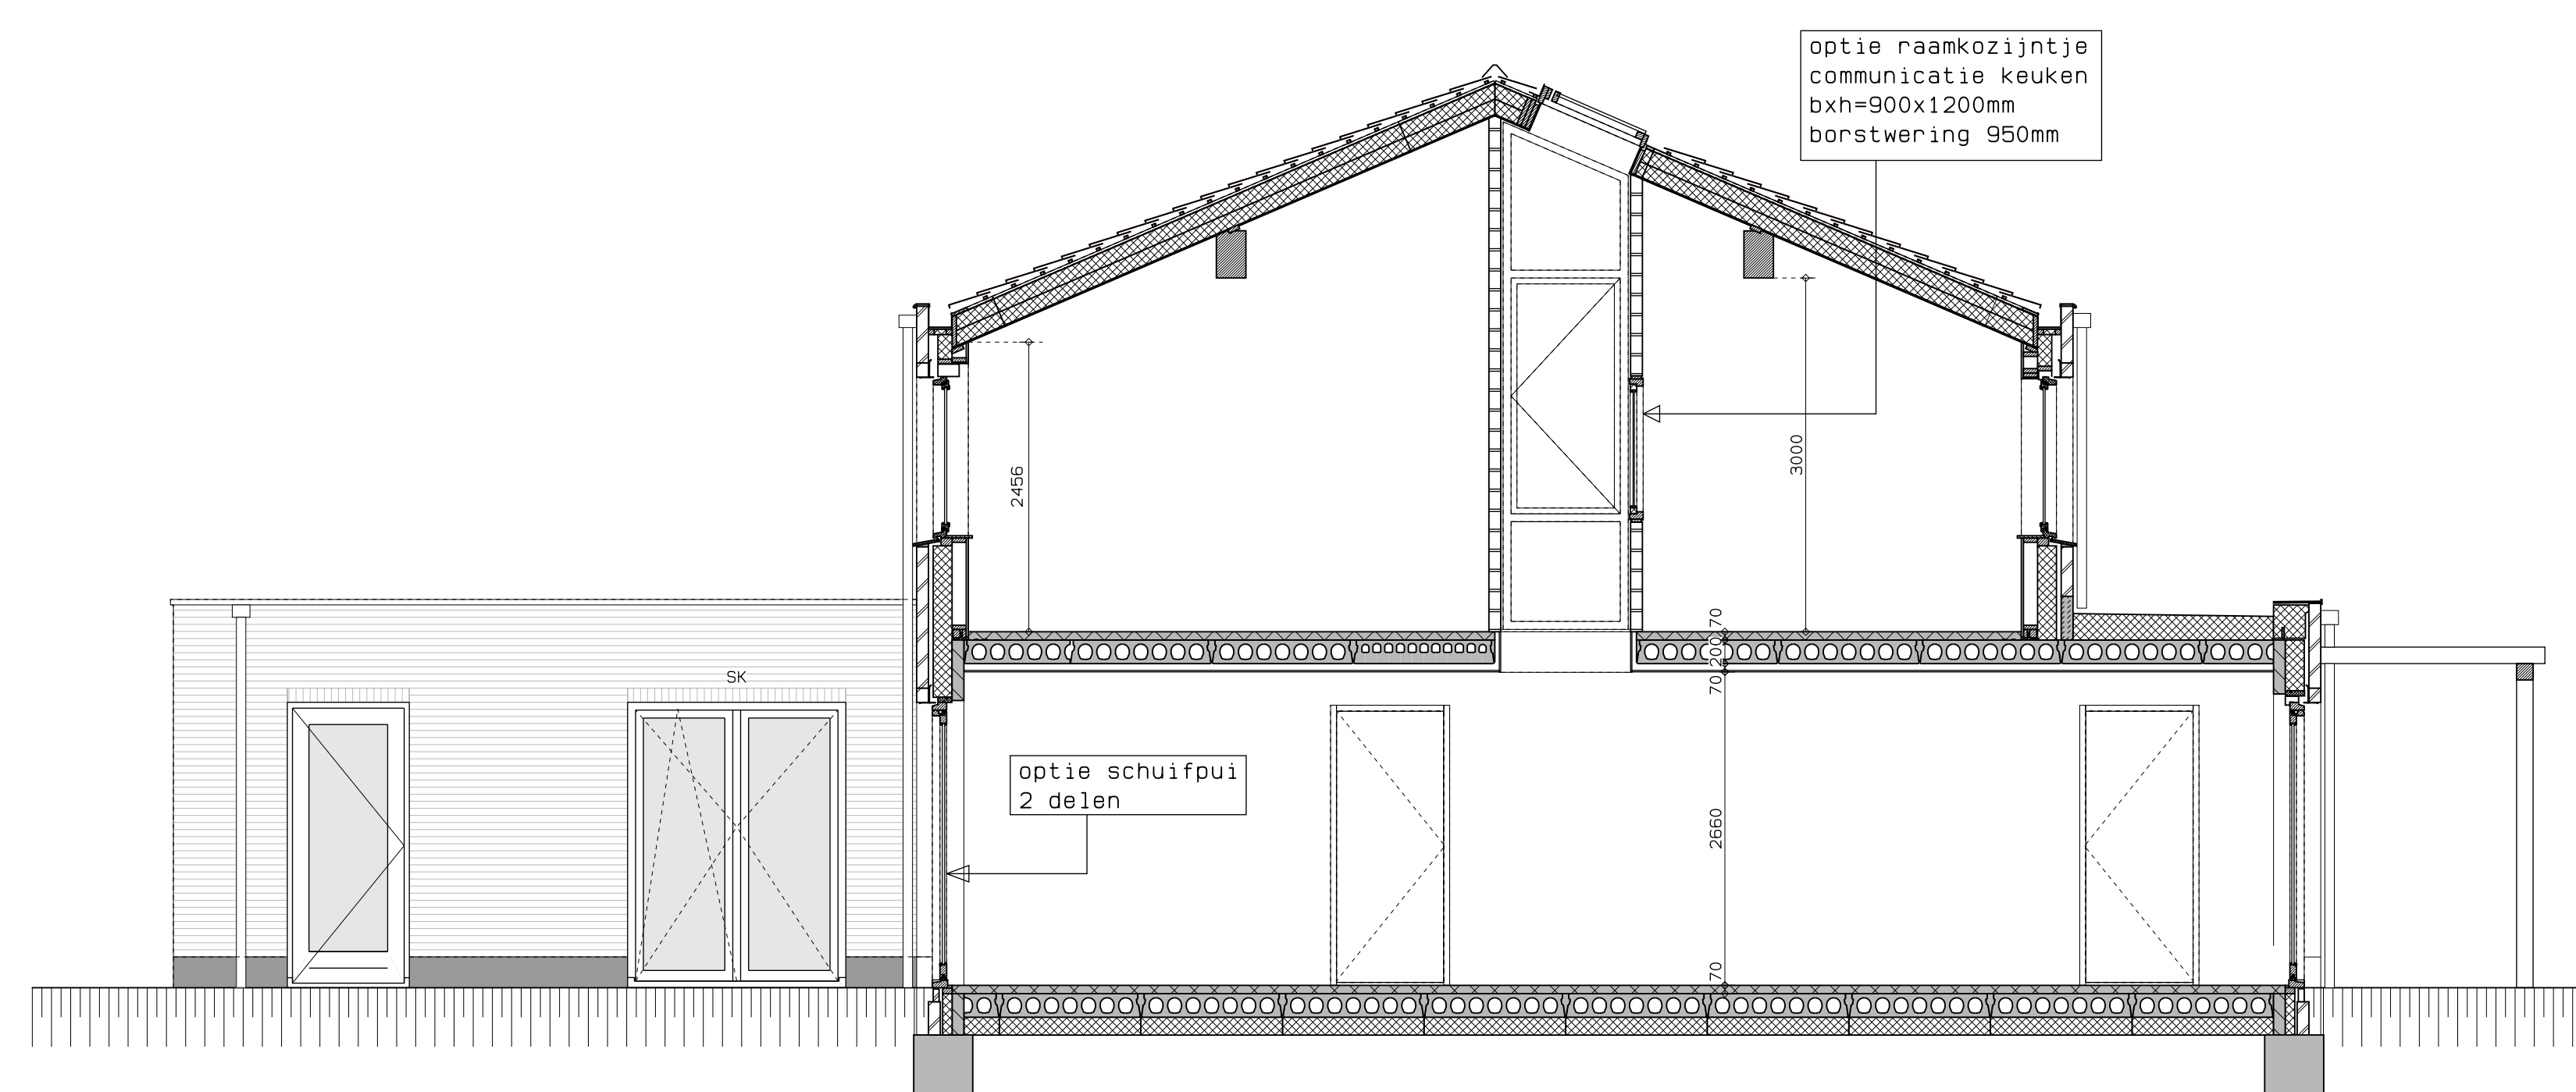 optie raamkozijntje
communicatie keuken
bxh=900x1200mm
borstwering 950mm
2456
3000
70
200
70
SK
optie schuifpui
2 delen
2660
70